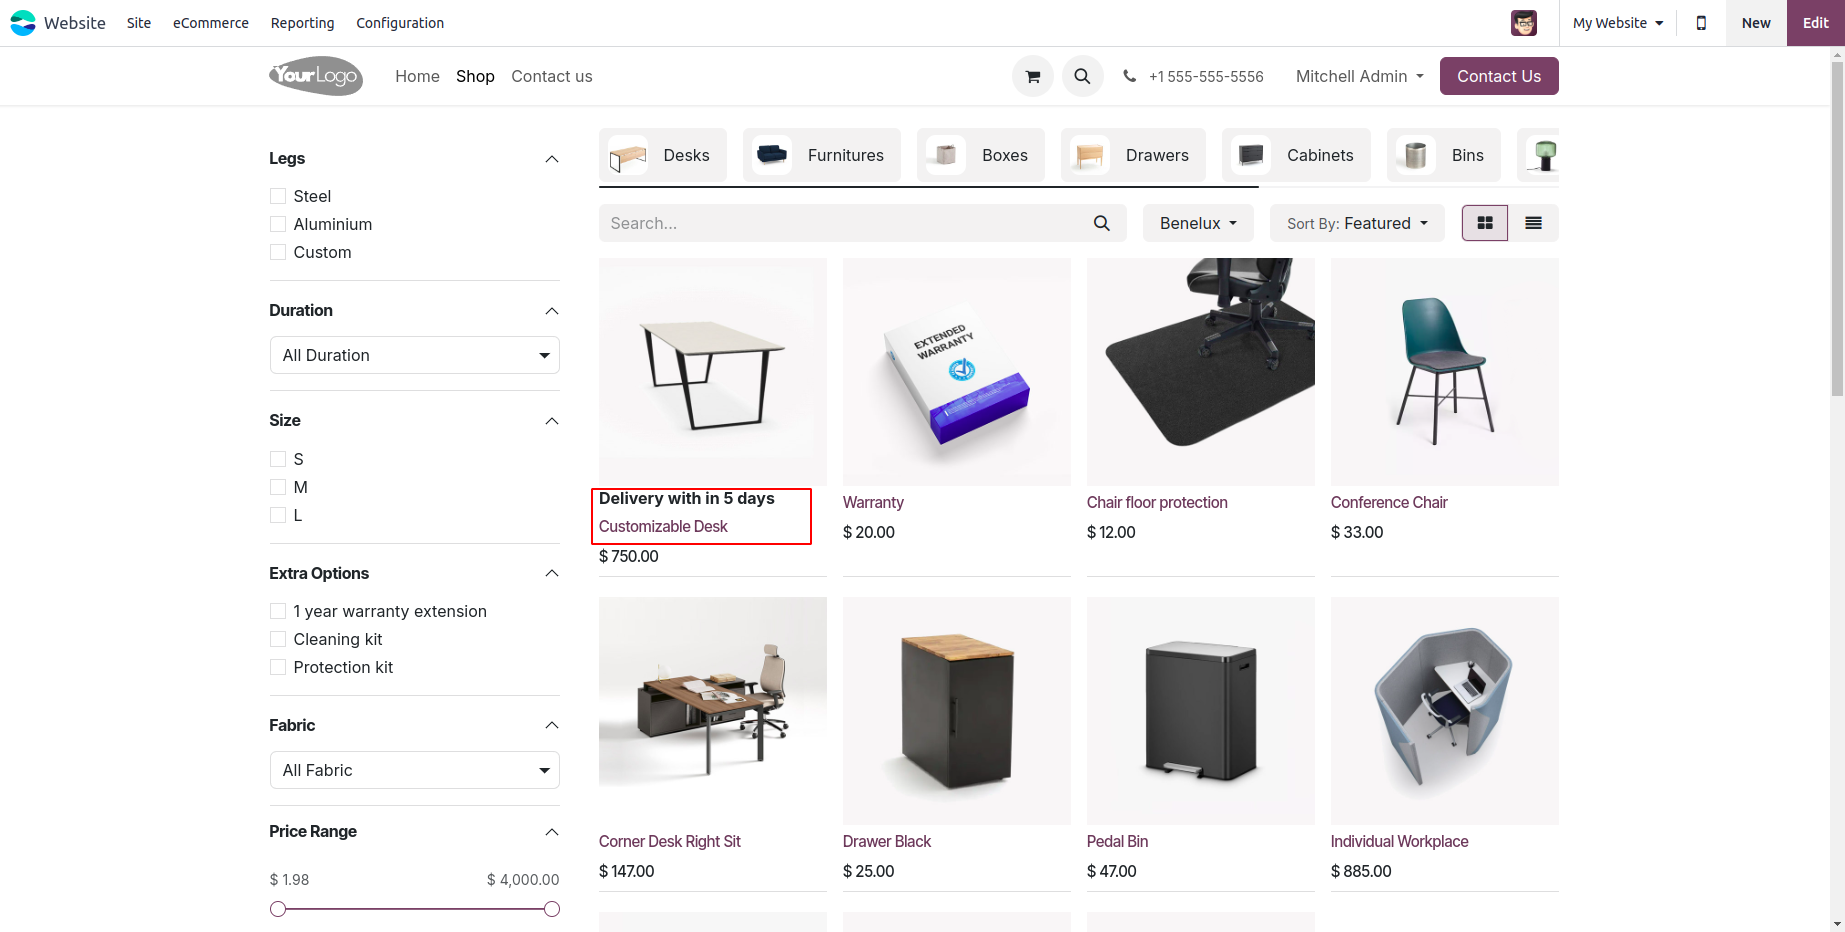 Website Site eCommerce Reporting Configuration My Website New Edit
YourLogo Home Shop Contact us +1 555-555-5556 Mitchell Admin Contact Us
Desks Furnitures Boxes Drawers Cabinets Bins
Search... Benelux Sort By: Featured
Legs
Steel
Aluminium
Custom
Duration
All Duration
Size
S
M
L
Extra Options
1 year warranty extension
Cleaning kit
Protection kit
Fabric
All Fabric
Price Range
$ 1.98 $ 4,000.00
EXTENDED
WARRANTY
Delivery with in 5 days
Customizable Desk
$ 750.00
Warranty
$ 20.00
Chair floor protection
$ 12.00
Conference Chair
$ 33.00
Corner Desk Right Sit
$ 147.00
Drawer Black
$ 25.00
Pedal Bin
$ 47.00
Individual Workplace
$ 885.00